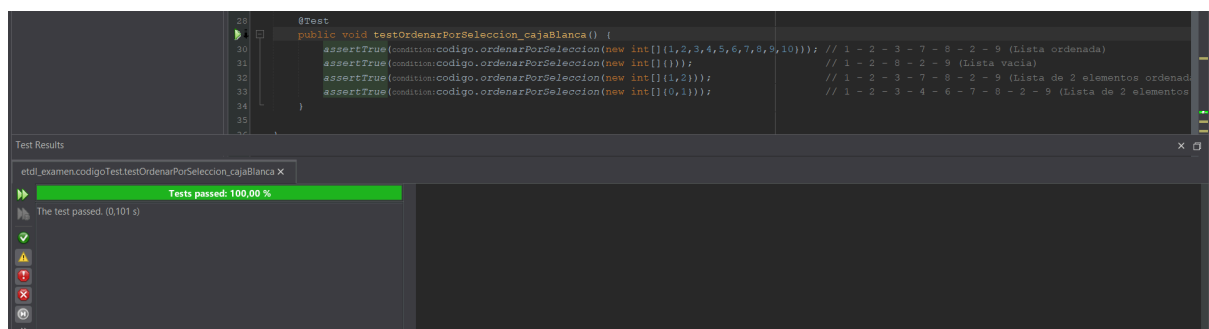 28 @Test
public void testOrdenarPorSeleccion_cajaBlanca() {
30 assertTrue(condition:codigo.ordenarPorSeleccion(new int[]{1,2,3,4,5,6,7,8,9,10})); // 1 - 2 - 3 - 7 - 8 - 2 - 9 (Lista ordenada)
31 assertTrue(condition:codigo.ordenarPorSeleccion(new int[]{})); // 1 - 2 - 8 - 2 - 9 (Lista vacia)
32 assertTrue(condition:codigo.ordenarPorSeleccion(new int[]{1,2})); // 1 - 2 - 3 - 7 - 8 - 2 - 9 (Lista de 2 elementos ordenad
33 assertTrue(condition:codigo.ordenarPorSeleccion(new int[]{0,1})); // 1 - 2 - 3 - 4 - 6 - 7 - 8 - 2 - 9 (Lista de 2 elementos
34 }
35
Test Results
etdl_examen.codigoTest.testOrdenarPorSeleccion_cajaBlanca ×
Tests passed: 100,00 %
The test passed. (0,101 s)